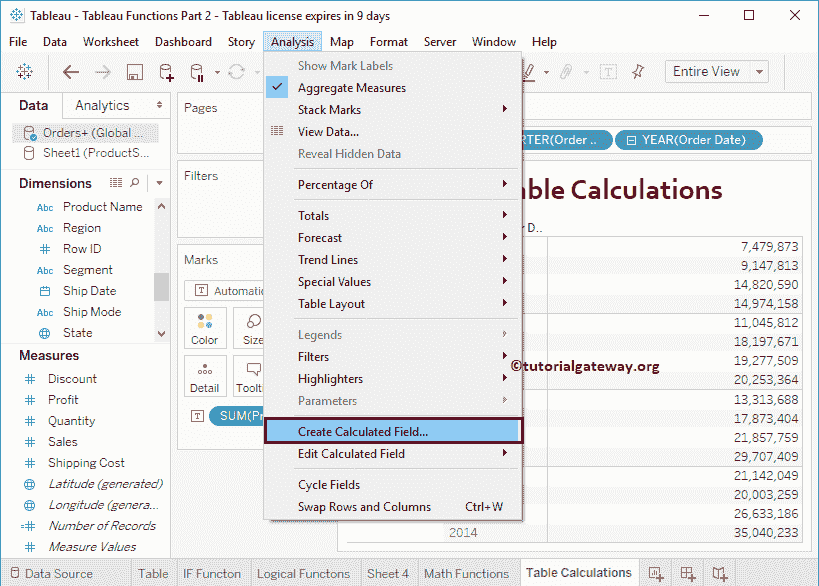 Tableau - Tableau Functions Part 2 - Tableau license expires in 9 days
File Data Worksheet Dashboard Story Analysis Map Format Server Window Help
Entire View
Data Analytics
Orders+ (Global ...
Sheet1 (ProductS...
Dimensions
Abc Product Name
Abc Region
# Row ID
Abc Segment
Ship Date
Abc Ship Mode
State
Measures
# Discount
# Profit
# Quantity
# Sales
# Shipping Cost
Latitude (generated)
Longitude (genera...
=# Number of Records
# Measure Values
Pages
Filters
Marks
T Automatic
Color Size
Detail Toolti
T SUM(Pr
Show Mark Labels
Aggregate Measures
Stack Marks
View Data...
Reveal Hidden Data
Percentage Of
Totals
Forecast
Trend Lines
Special Values
Table Layout
Legends
Filters
Highlighters
Parameters
Create Calculated Field...
Edit Calculated Field
Cycle Fields
Swap Rows and Columns Ctrl+W
RTER(Order .. YEAR(Order Date)
ble Calculations
r D..
7,479,873
9,147,813
14,820,590
14,974,158
11,045,812
18,197,671
19,277,509
20,253,364
13,313,688
17,873,404
21,857,759
29,707,409
21,142,049
20,003,259
26,633,186
2014 35,040,233
©tutorialgateway.org
Data Source Table IF Functon Logical Functons Sheet 4 Math Functions Table Calculations